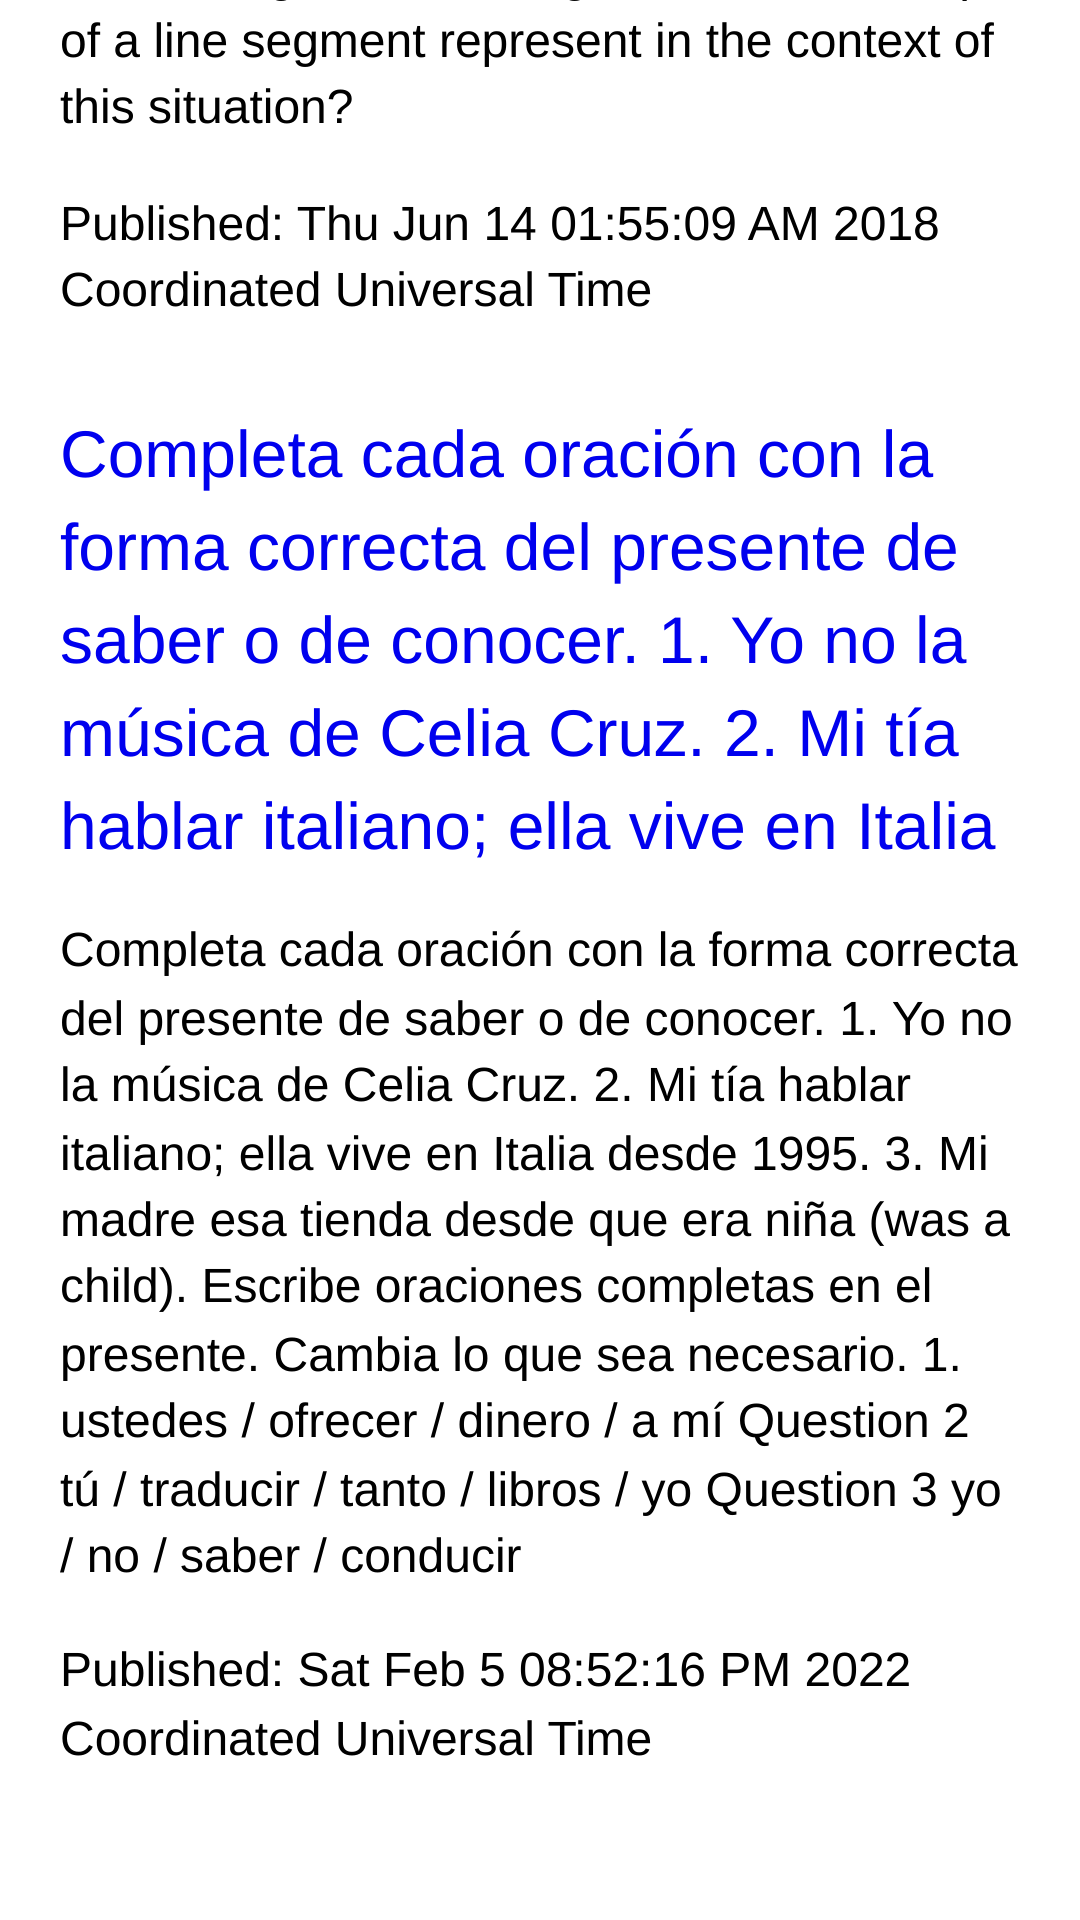 of a line segment represent in the context of
this situation?
Published: Thu Jun 14 01:55:09 AM 2018
Coordinated Universal Time
Completa cada oración con la
forma correcta del presente de
saber o de conocer. 1. Yo no la
música de Celia Cruz. 2. Mi tía
hablar italiano; ella vive en Italia
Completa cada oración con la forma correcta
del presente de saber o de conocer. 1. Yo no
la música de Celia Cruz. 2. Mi tía hablar
italiano; ella vive en Italia desde 1995. 3. Mi
madre esa tienda desde que era niña (was a
child). Escribe oraciones completas en el
presente. Cambia lo que sea necesario. 1.
ustedes / ofrecer / dinero / a mí Question 2
tú / traducir / tanto / libros / yo Question 3 yo
/ no / saber / conducir
Published: Sat Feb 5 08:52:16 PM 2022
Coordinated Universal Time